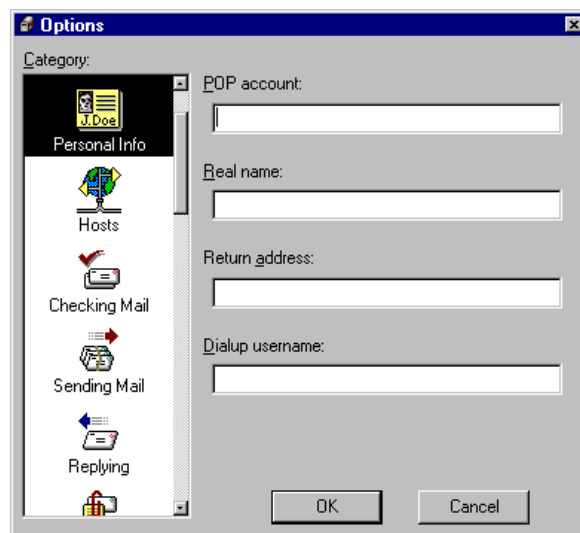 Options
Category:
J.Doe
Personal Info
Hosts
Checking Mail
Sending Mail
Replying
POP account:
Real name:
Return address:
Dialup username:
OK
Cancel